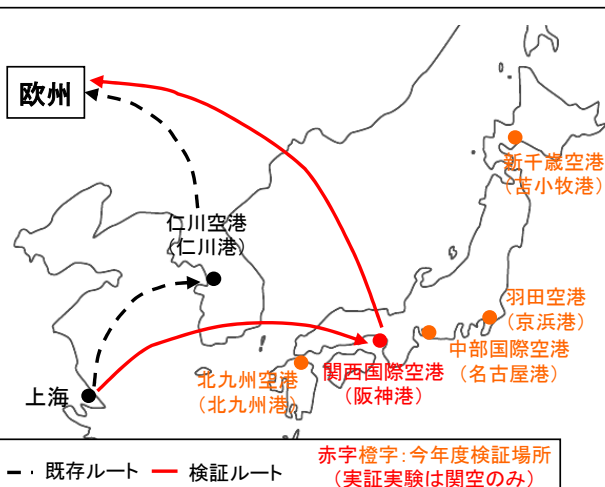 欧州
新千歳空港
（苫小牧港）
仁川空港
（仁川港）
羽田空港
（京浜港）
中部国際空港
（名古屋港）
北九州空港
（北九州港）
関西国際空港
（阪神港）
上海
既存ルート 検証ルート
赤字橙字：今年度検証場所
（実証実験は関空のみ）